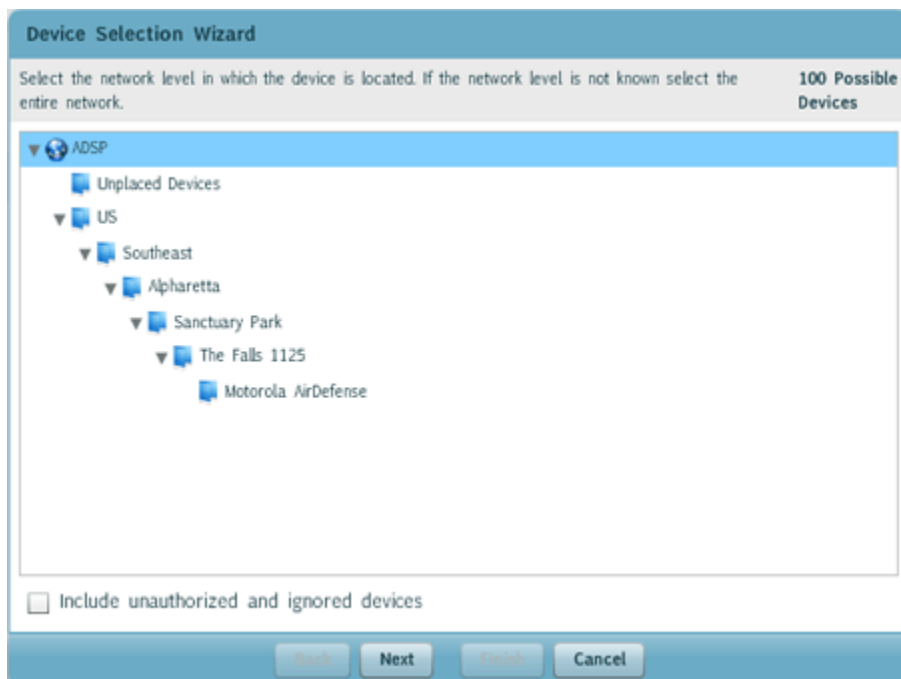 Device Selection Wizard
Select the network level in which the device is located. If the network level is not known select the
entire network.
100 Possible
Devices
ADSP
Unplaced Devices
US
Southeast
Alpharetta
Sanctuary Park
The Falls 1125
Motorola AirDefense
Include unauthorized and ignored devices
Back Next Finish Cancel